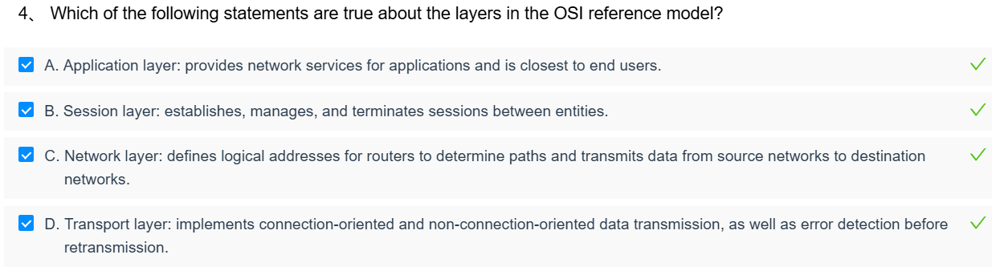 4、 Which of the following statements are true about the layers in the OSI reference model?
A. Application layer: provides network services for applications and is closest to end users.
B. Session layer: establishes, manages, and terminates sessions between entities.
C. Network layer: defines logical addresses for routers to determine paths and transmits data from source networks to destination
networks.
D. Transport layer: implements connection-oriented and non-connection-oriented data transmission, as well as error detection before
retransmission.